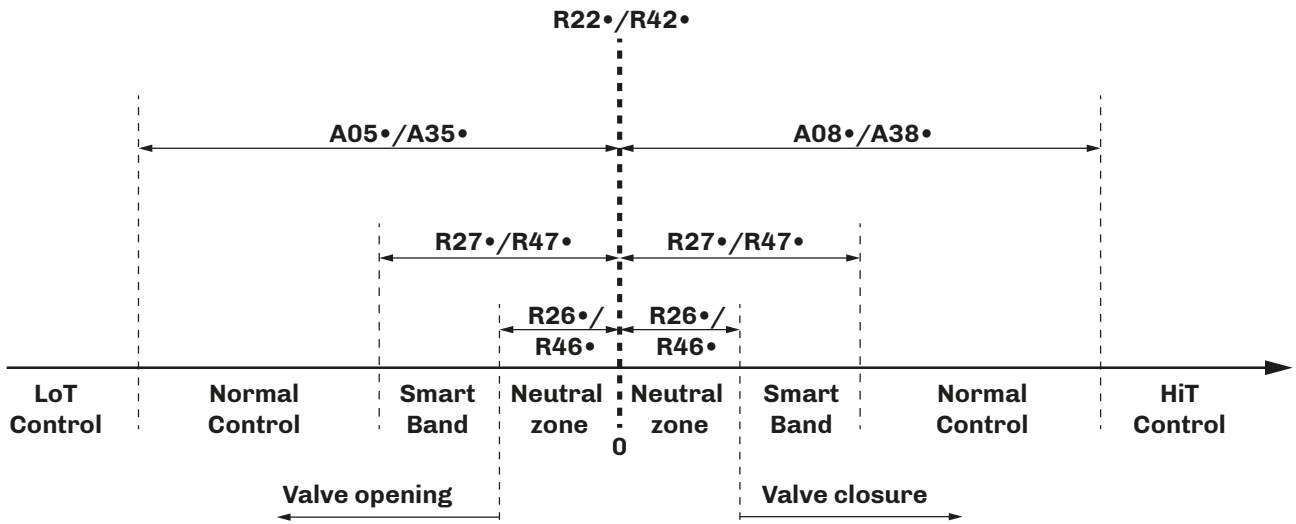 R22•/R42•
A05•/A35• A08•/A38•
R27•/R47• R27•/R47•
R26•/ R26•/
R46• R46•
LoT Normal Smart Neutral Neutral Smart Normal HiT
Control Control Band zone zone Band Control Control
0
Valve opening Valve closure